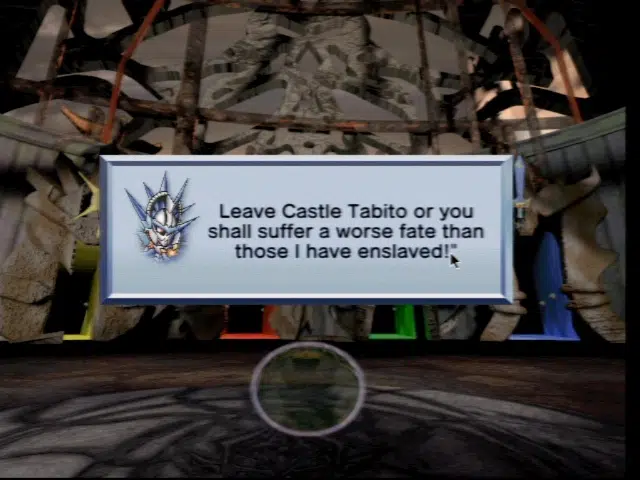 Leave Castle Tabito or you
shall suffer a worse fate than
those I have enslaved!"